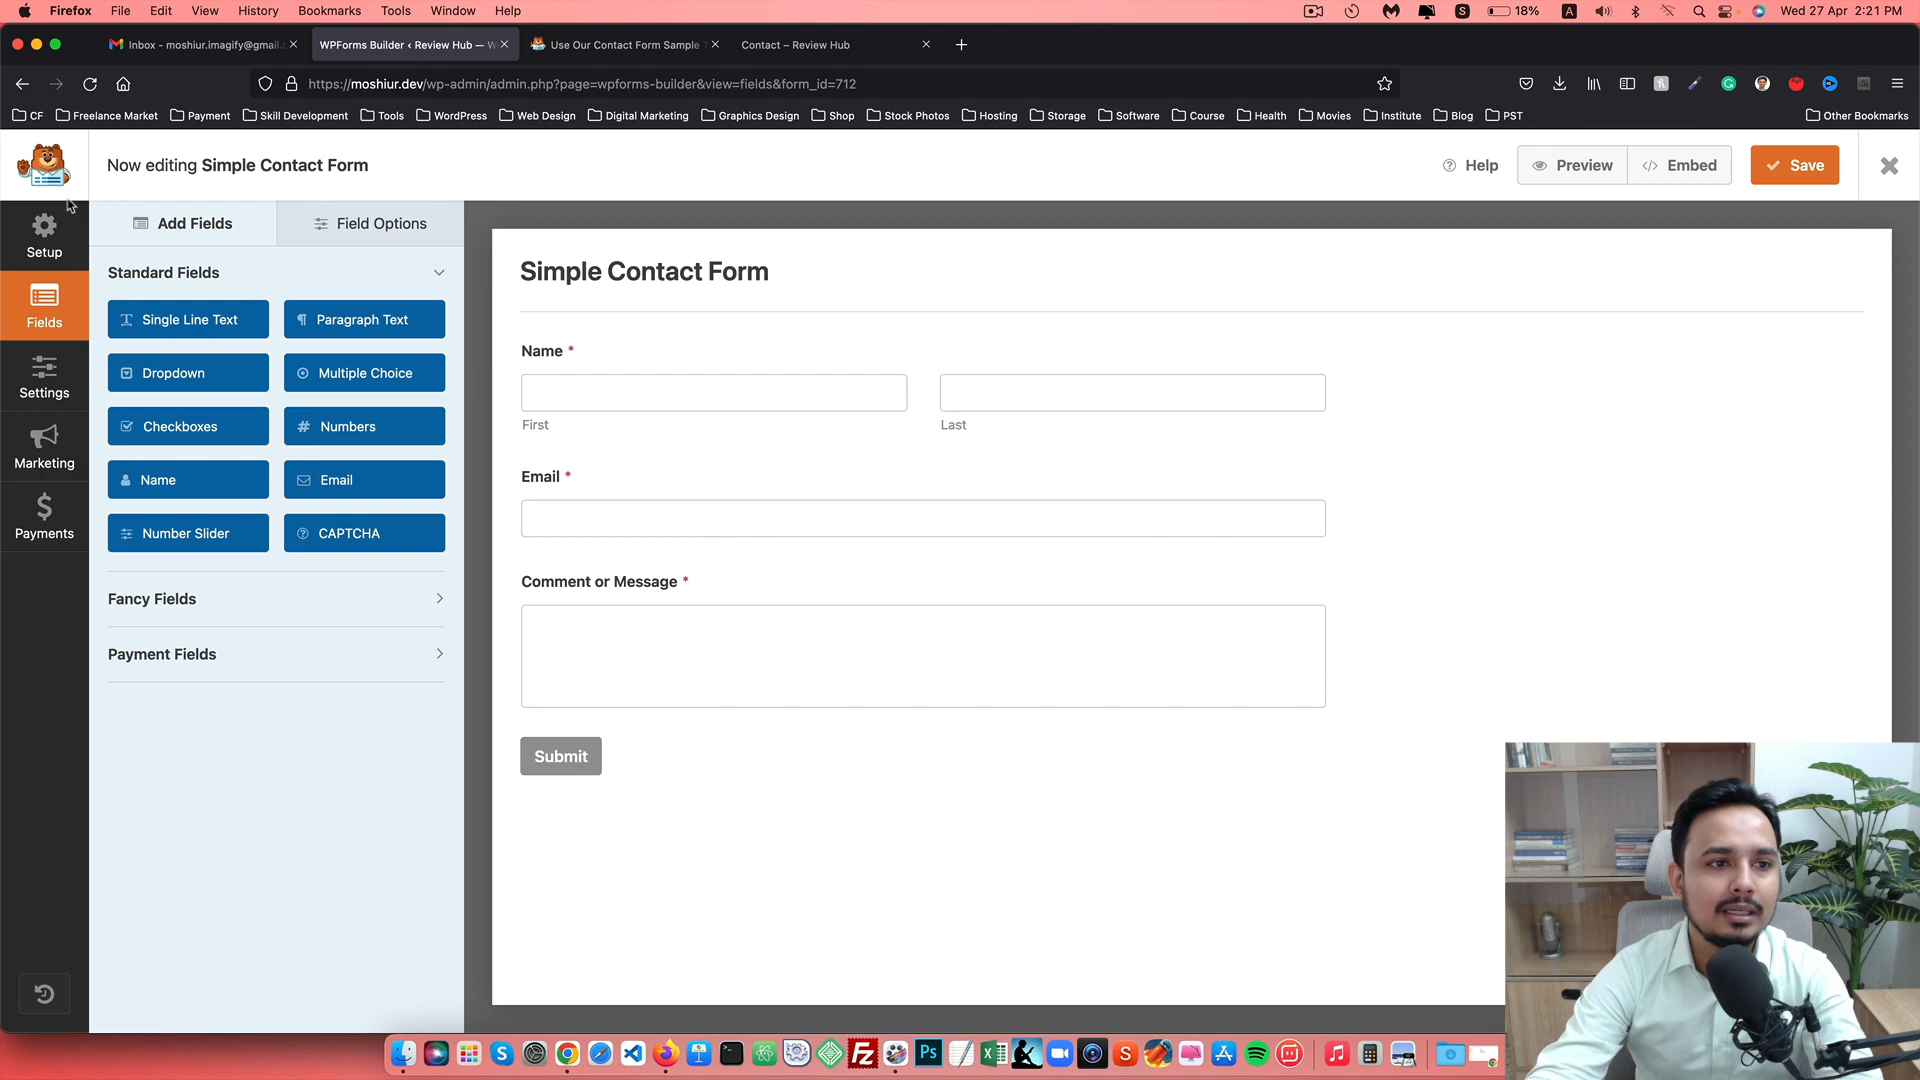 Firefox File Edit View History Bookmarks Tools Window Help 18% A Wed 27 Apr 2:21 PM
Inbox - moshiur.imagify@gmail. WPForms Builder ‹ Review Hub — W Use Our Contact Form Sample T Contact – Review Hub
https://moshiur.dev/wp-admin/admin.php?page=wpforms-builder&view=fields&form_id=712
CF Freelance Market Payment Skill Development Tools WordPress Web Design Digital Marketing Graphics Design Shop Stock Photos Hosting Storage Software Course Health Movies Institute Blog PST Other Bookmarks
Now editing Simple Contact Form Help Preview Embed Save
Setup
Fields
Settings
Marketing
Payments
Add Fields Field Options
Standard Fields
Single Line Text Paragraph Text
Dropdown Multiple Choice
Checkboxes Numbers
Name Email
Number Slider CAPTCHA
Fancy Fields
Payment Fields
Simple Contact Form
Name *
First Last
Email *
Comment or Message *
Submit